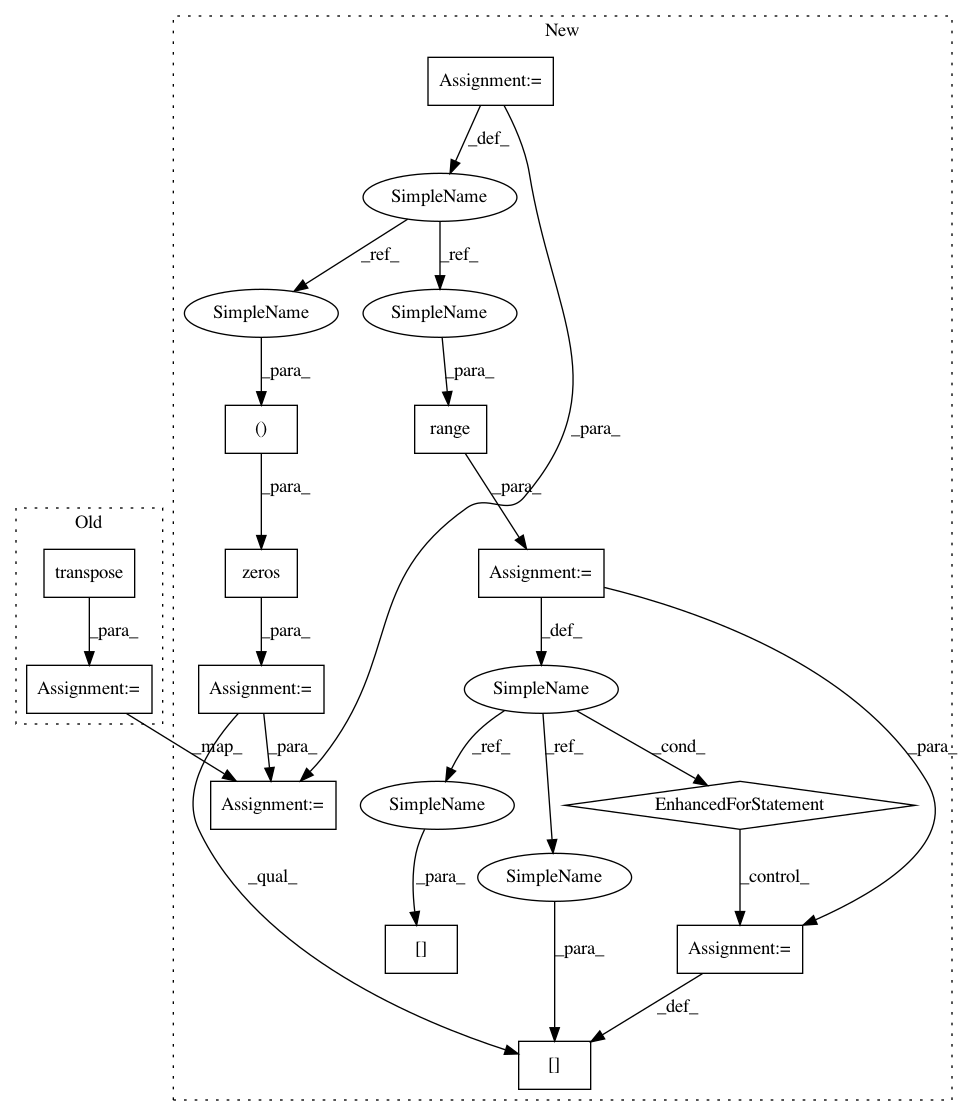 New
Assignment:=
_def_
SimpleName
_ref_
_ref_
SimpleName
SimpleName
_para_
_para_
_para_
()
range
_para_
_para_
Old
transpose
zeros
Assignment:=
_para_
_para_
_def_
Assignment:=
Assignment:=
SimpleName
_map_
_para_
_ref_
_ref_
_cond_
_para_
Assignment:=
SimpleName
EnhancedForStatement
_qual_
_para_
SimpleName
_control_
[]
_para_
Assignment:=
_def_
[]